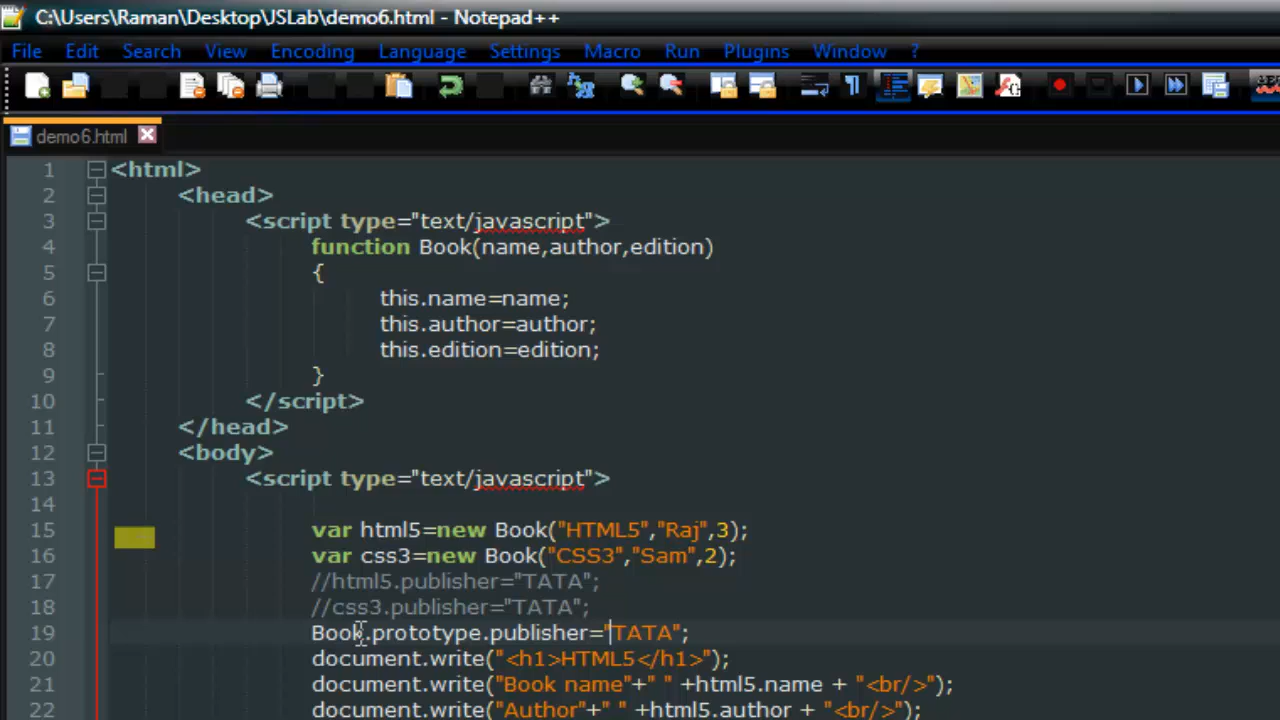 C:\Users\Raman\Desktop\JSLab\demo6.html - Notepad++
File Edit Search View Encoding Language Settings Macro Run Plugins Window ?
demo6.html
1 <html>
2 <head>
3 <script type="text/javascript">
4 function Book(name,author,edition)
5 {
6 this.name=name;
7 this.author=author;
8 this.edition=edition;
9 }
10 </script>
11 </head>
12 <body>
13 <script type="text/javascript">
14
15 var html5=new Book("HTML5","Raj",3);
16 var css3=new Book("CSS3","Sam",2);
17 //html5.publisher="TATA";
18 //css3.publisher="TATA";
19 Book.prototype.publisher="TATA";
20 document.write("<h1>HTML5</h1>");
21 document.write("Book name"+" " +html5.name + "<br/>");
22 document.write("Author"+" " +html5.author + "<br/>");